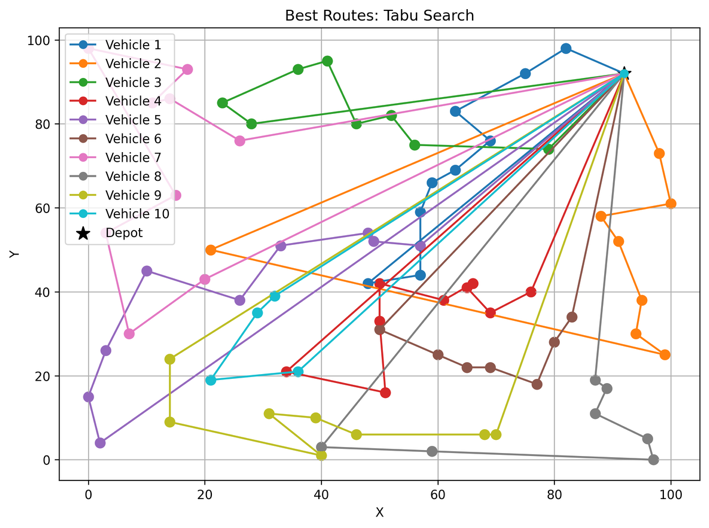 Best Routes: Tabu Search
100
80
60
40
20
0
Y
Vehicle 1
Vehicle 2
Vehicle 3
Vehicle 4
Vehicle 5
Vehicle 6
Vehicle 7
Vehicle 8
Vehicle 9
Vehicle 10
Depot
0 20 40 60 80 100
X